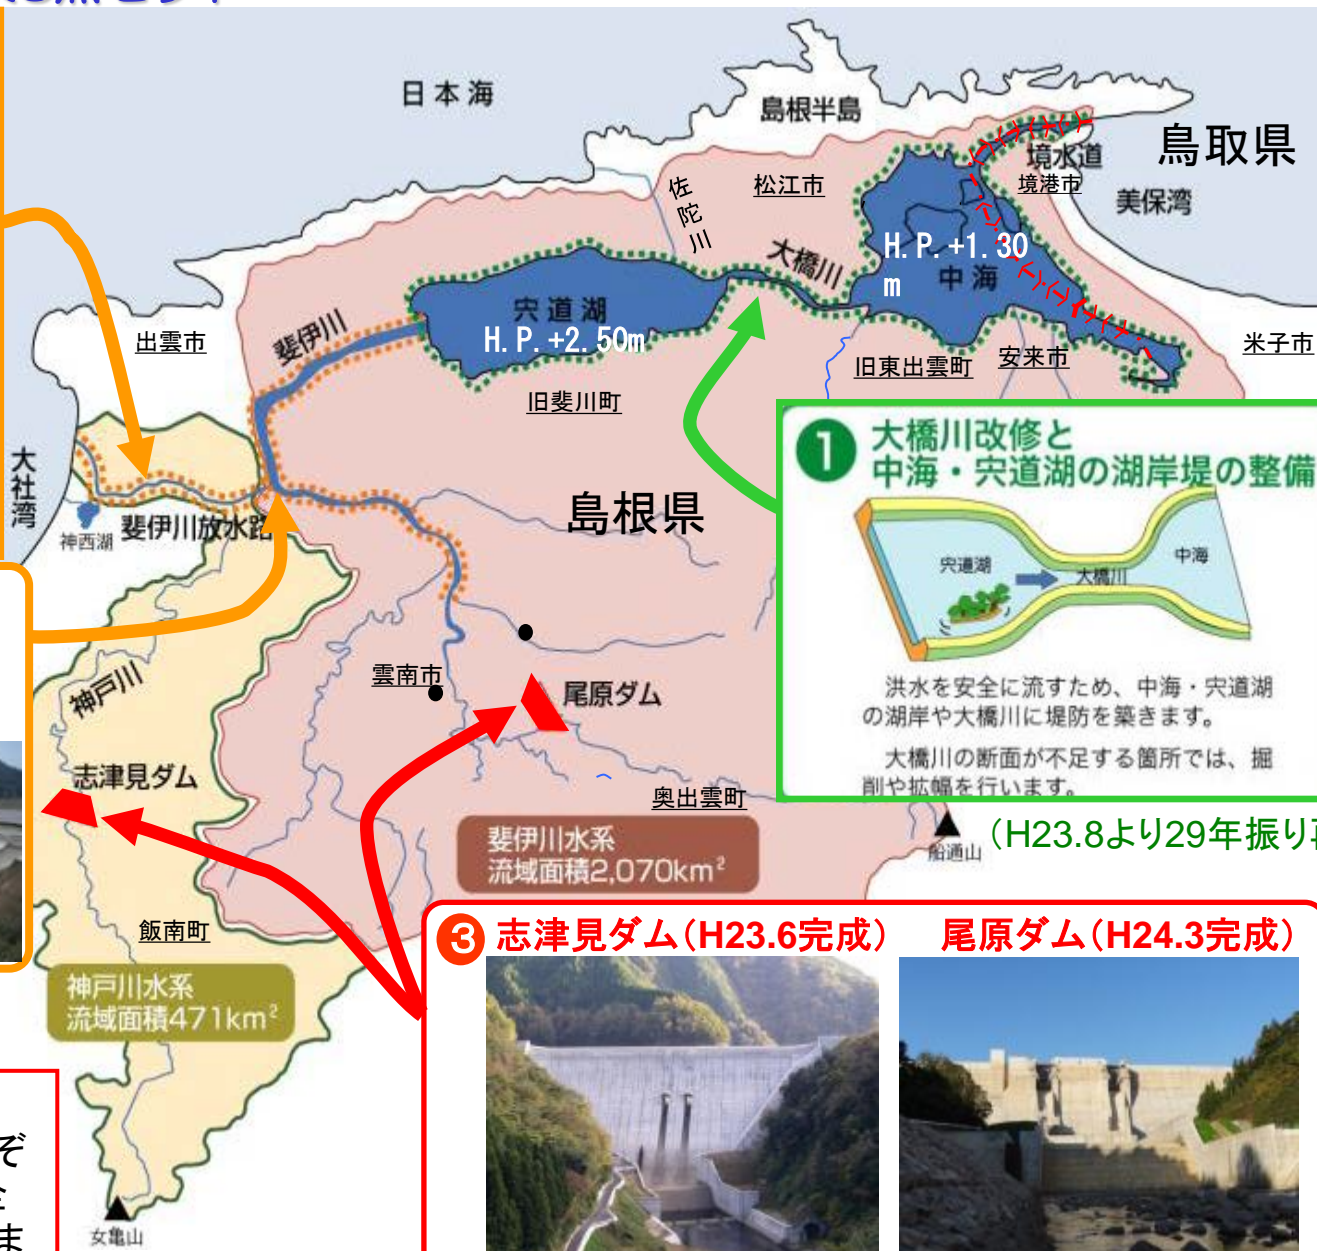 日本海
島根半島
鳥取県
境水道
境港市
美保湾
佐陀川
松江市
大橋川
H.P.+1.30
m
中海
宍道湖
H.P.+2.50m
斐伊川
出雲市
米子市
旧東出雲町
安来市
旧斐川町
大社湾
神西湖
斐伊川放水路
島根県
❶ 大橋川改修と
中海・宍道湖の湖岸堤の整備
宍道湖
大橋川
中海
洪水を安全に流すため、中海・宍道湖
の湖岸や大橋川に堤防を築きます。
大橋川の断面が不足する箇所では、掘
削や拡幅を行います。
(H23.8より29年振り
神戸川
雲南市
尾原ダム
志津見ダム
奥出雲町
船通山
斐伊川水系
流域面積2,070km²
飯南町
神戸川水系
流域面積471km²
❸ 志津見ダム(H23.6完成) 尾原ダム(H24.3完成)
ぞ
ま
女亀山